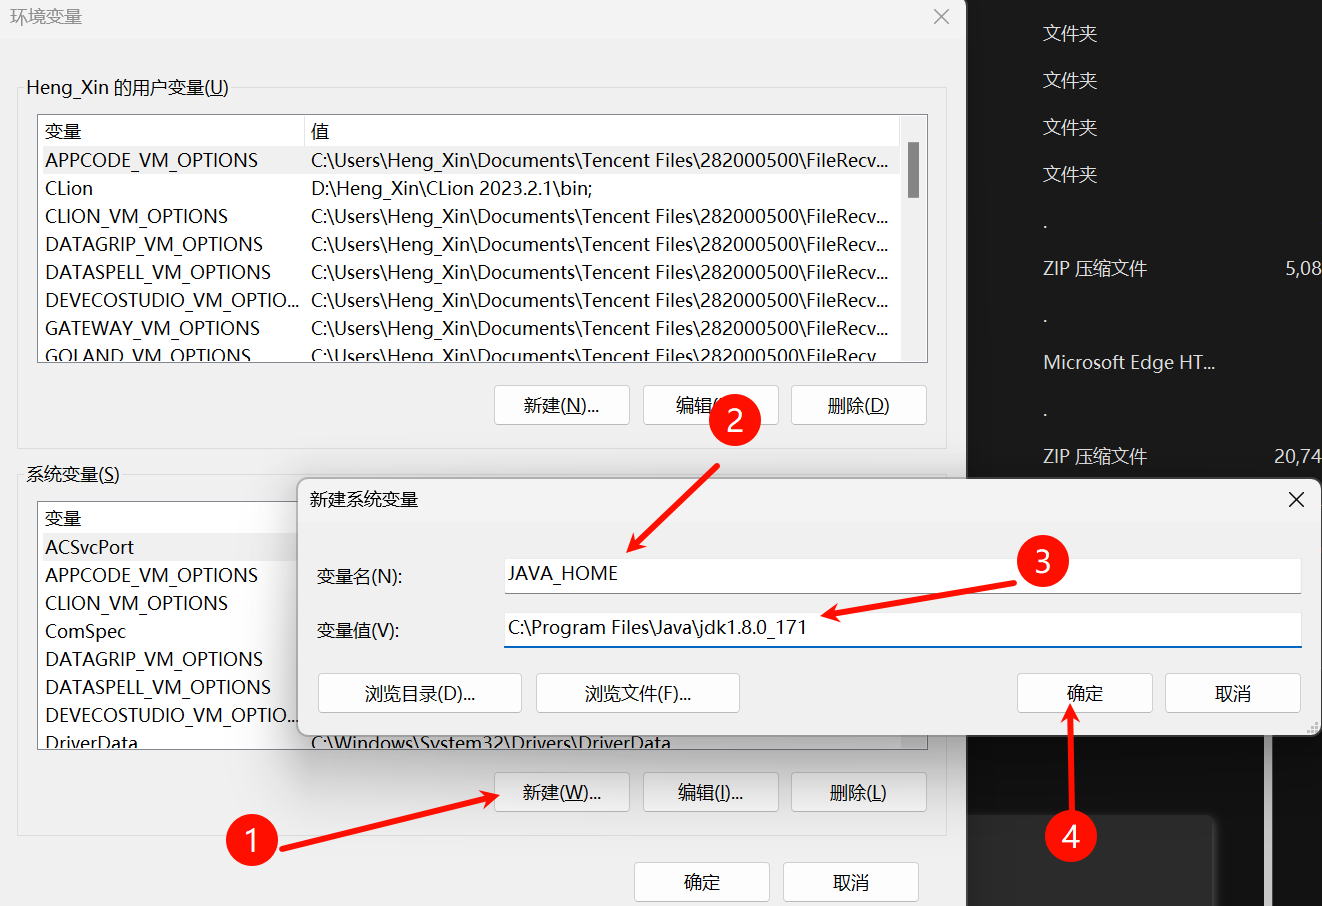 环境变量
Heng_Xin 的用户变量(U)
变量 值
APPCODE_VM_OPTIONS C:\Users\Heng_Xin\Documents\Tencent Files\282000500\FileRecv...
CLion D:\Heng_Xin\CLion 2023.2.1\bin;
CLION_VM_OPTIONS C:\Users\Heng_Xin\Documents\Tencent Files\282000500\FileRecv...
DATAGRIP_VM_OPTIONS C:\Users\Heng_Xin\Documents\Tencent Files\282000500\FileRecv...
DATASPELL_VM_OPTIONS C:\Users\Heng_Xin\Documents\Tencent Files\282000500\FileRecv...
DEVECOSTUDIO_VM_OPTIO... C:\Users\Heng_Xin\Documents\Tencent Files\282000500\FileRecv...
GATEWAY_VM_OPTIONS C:\Users\Heng_Xin\Documents\Tencent Files\282000500\FileRecv...
GOLAND_VM_OPTIONS C:\Users\Heng_Xin\Documents\Tencent Files\282000500\FileRecv
新建(N)... 编辑( 删除(D)
2
系统变量(S)
变量
ACSvcPort
APPCODE_VM_OPTIONS
CLION_VM_OPTIONS
ComSpec
DATAGRIP_VM_OPTIONS
DATASPELL_VM_OPTIONS
DEVECOSTUDIO_VM_OPTIO...
DriverData C:\Windows\System32\Drivers\DriverData
新建(W)... 编辑(I)... 删除(L)
1
确定 取消
新建系统变量
变量名(N): JAVA_HOME
3
变量值(V): C:\Program Files\Java\jdk1.8.0_171
浏览目录(D)... 浏览文件(F)... 确定 取消
4
文件夹
文件夹
文件夹
文件夹
.
ZIP 压缩文件 5,08
.
Microsoft Edge HT...
.
ZIP 压缩文件 20,74